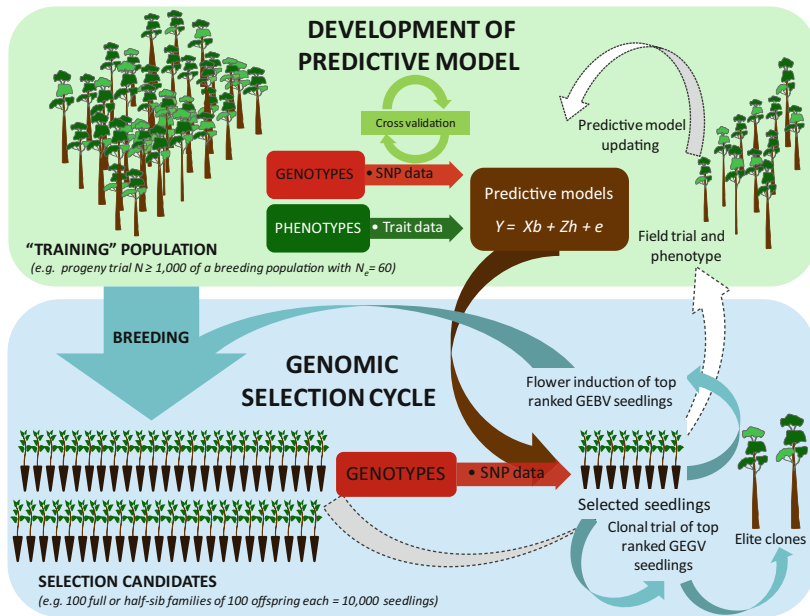 DEVELOPMENT OF
PREDICTIVE MODEL
Cross validation
GENOTYPES • SNP data
PHENOTYPES • Trait data
Predictive models
Y = Xb + Zh + e
Predictive model
updating
Field trial and
phenotype
“TRAINING” POPULATION
(e.g. progeny trial N ≥ 1,000 of a breeding population with Ne= 60)
BREEDING
GENOMIC
SELECTION CYCLE
Flower induction of top
ranked GEBV seedlings
GENOTYPES • SNP data
Selected seedlings
Clonal trial of top
ranked GEGV
seedlings
Elite clones
SELECTION CANDIDATES
(e.g. 100 full or half-sib families of 100 offspring each = 10,000 seedlings)